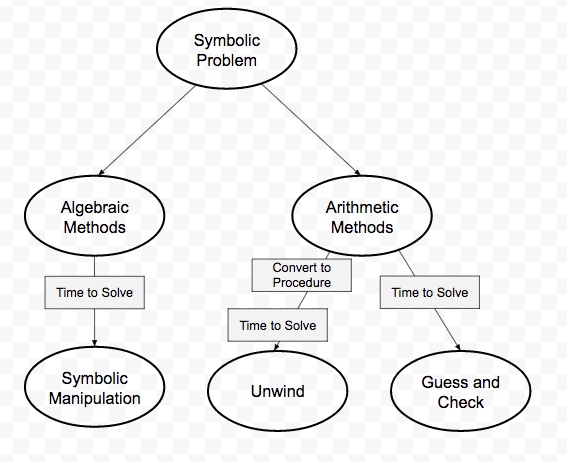 Symbolic
Problem
Algebraic
Methods
Arithmetic
Methods
Convert to
Procedure
Time to Solve
Time to Solve
Time to Solve
Symbolic
Manipulation
Unwind
Guess and
Check